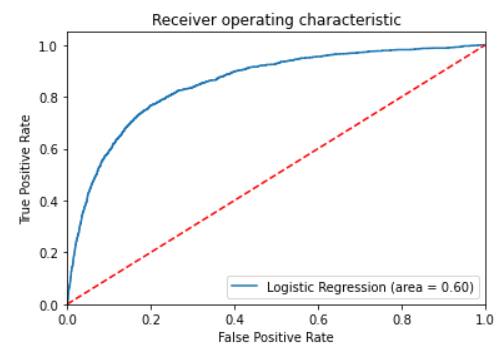 Receiver operating characteristic
True Positive Rate
1.0
0.8
0.6
0.4
0.2
0.0
Logistic Regression (area = 0.60)
0.0 0.2 0.4 0.6 0.8 1.0
False Positive Rate